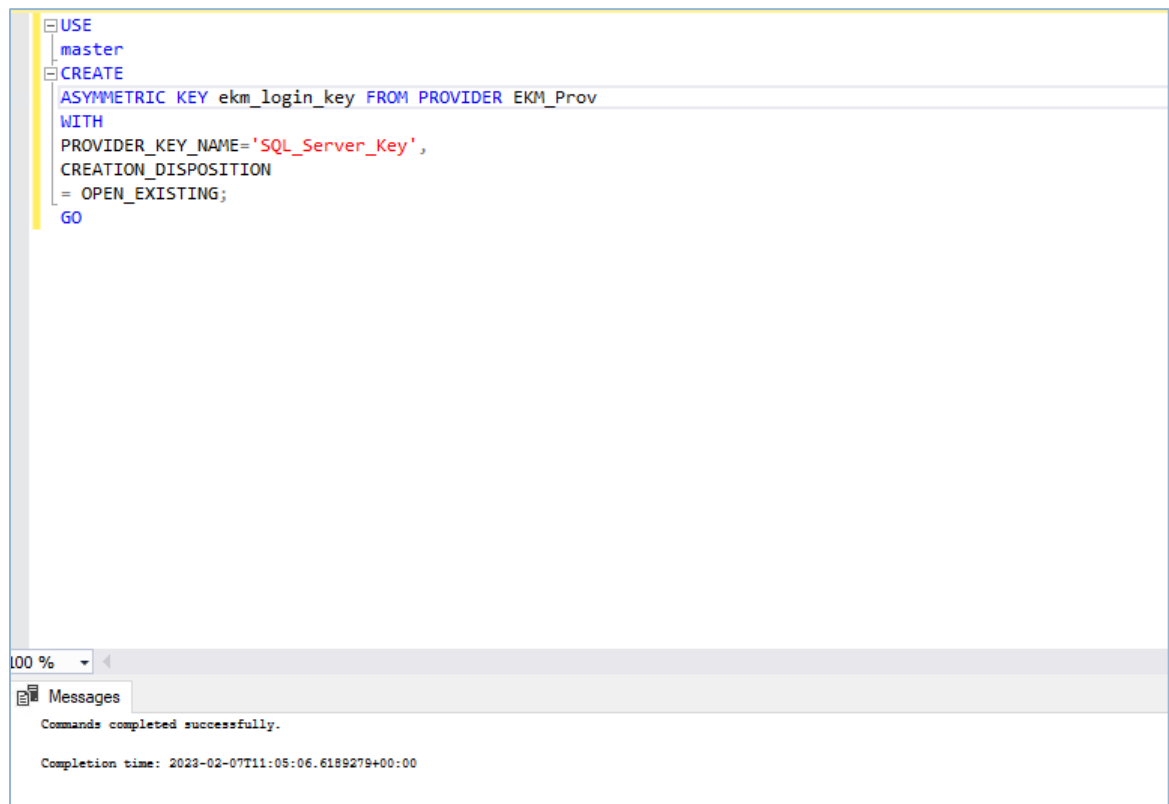 USE
master
CREATE
ASYMMETRIC KEY ekm_login_key FROM PROVIDER EKM_Prov
WITH
PROVIDER_KEY_NAME='SQL_Server_Key',
CREATION_DISPOSITION
= OPEN_EXISTING;
GO
100 %
Messages
Commands completed successfully.
Completion time: 2023-02-07T11:05:06.6189279+00:00